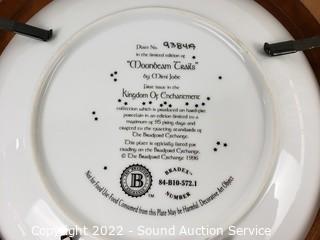 PLATE NO. 9384A
in the limited edition of
"Moonbeam Trails"
by Mimi Jobe
First issue in the
Kingdom Of Enchantment
collection which is produced on hand-pierced
porcelain in an edition limited to a
maximum of 95 firing days and
crafted to the exacting standards of
The Bradford Exchange.
This plate is officially listed for
trading on the Bradford Exchange.
© The Bradford Exchange 1996
B
BRADEX-
84-B10-572.1
NUMBER
Not for Food Use-Food Consumed from this Plate May be Harmful. Decorative Art Object
Copyright 2022 - Sound Auction Service